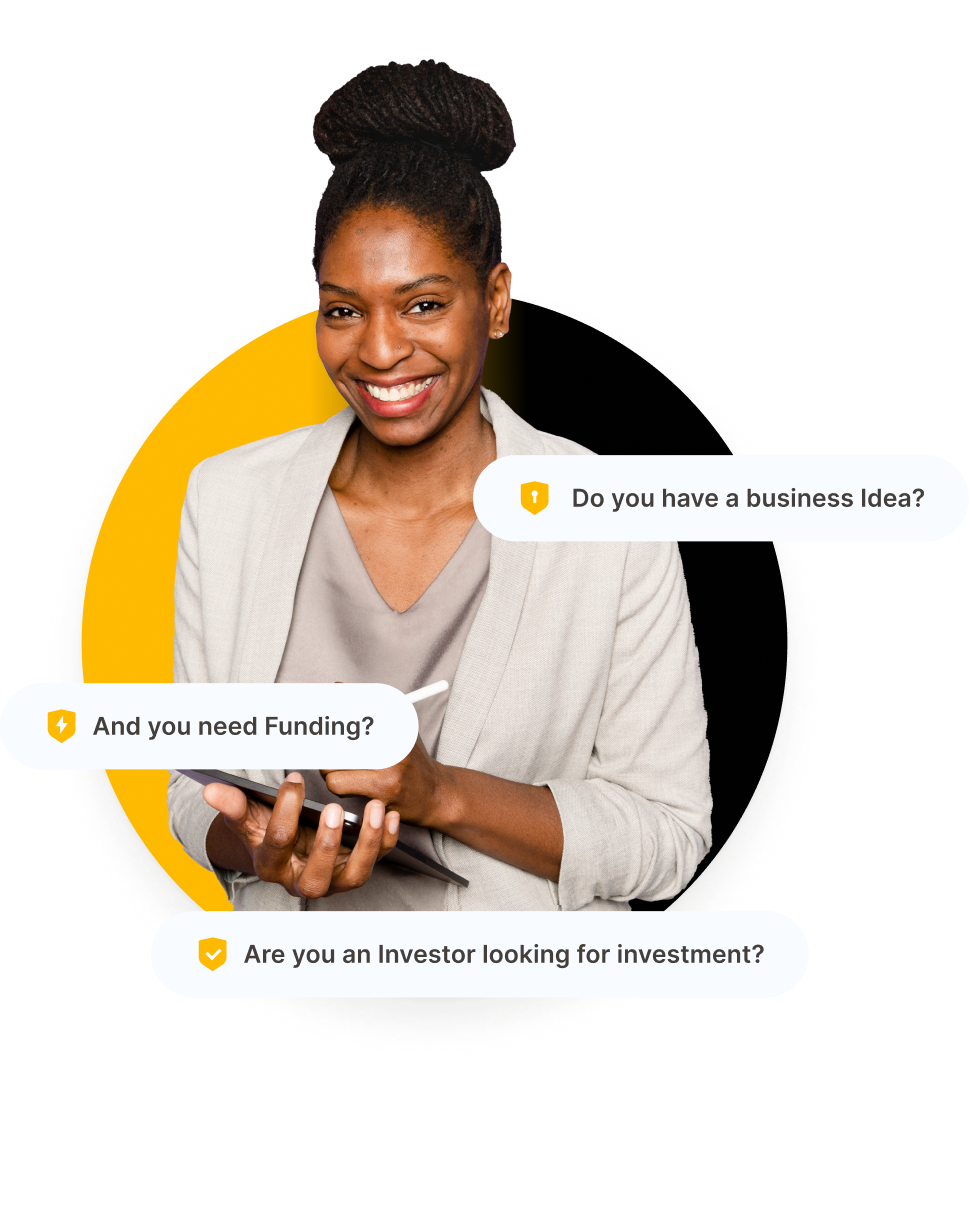 Do you have a business Idea?
And you need Funding?
Are you an Investor looking for investment?